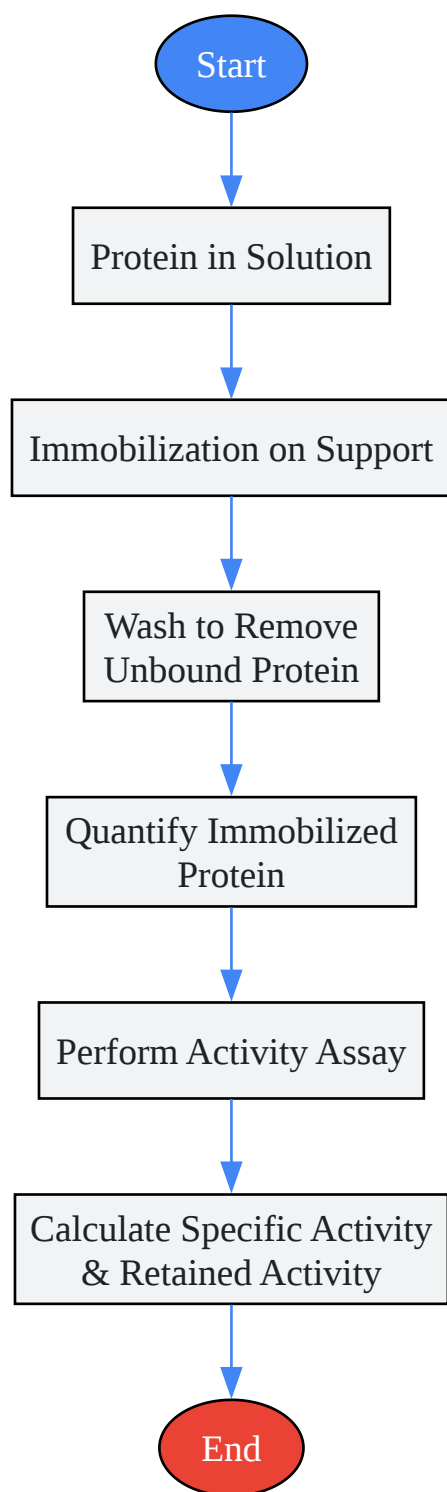 Start
Protein in Solution
Immobilization on Support
Wash to Remove
Unbound Protein
Quantify Immobilized
Protein
Perform Activity Assay
Calculate Specific Activity
& Retained Activity
End